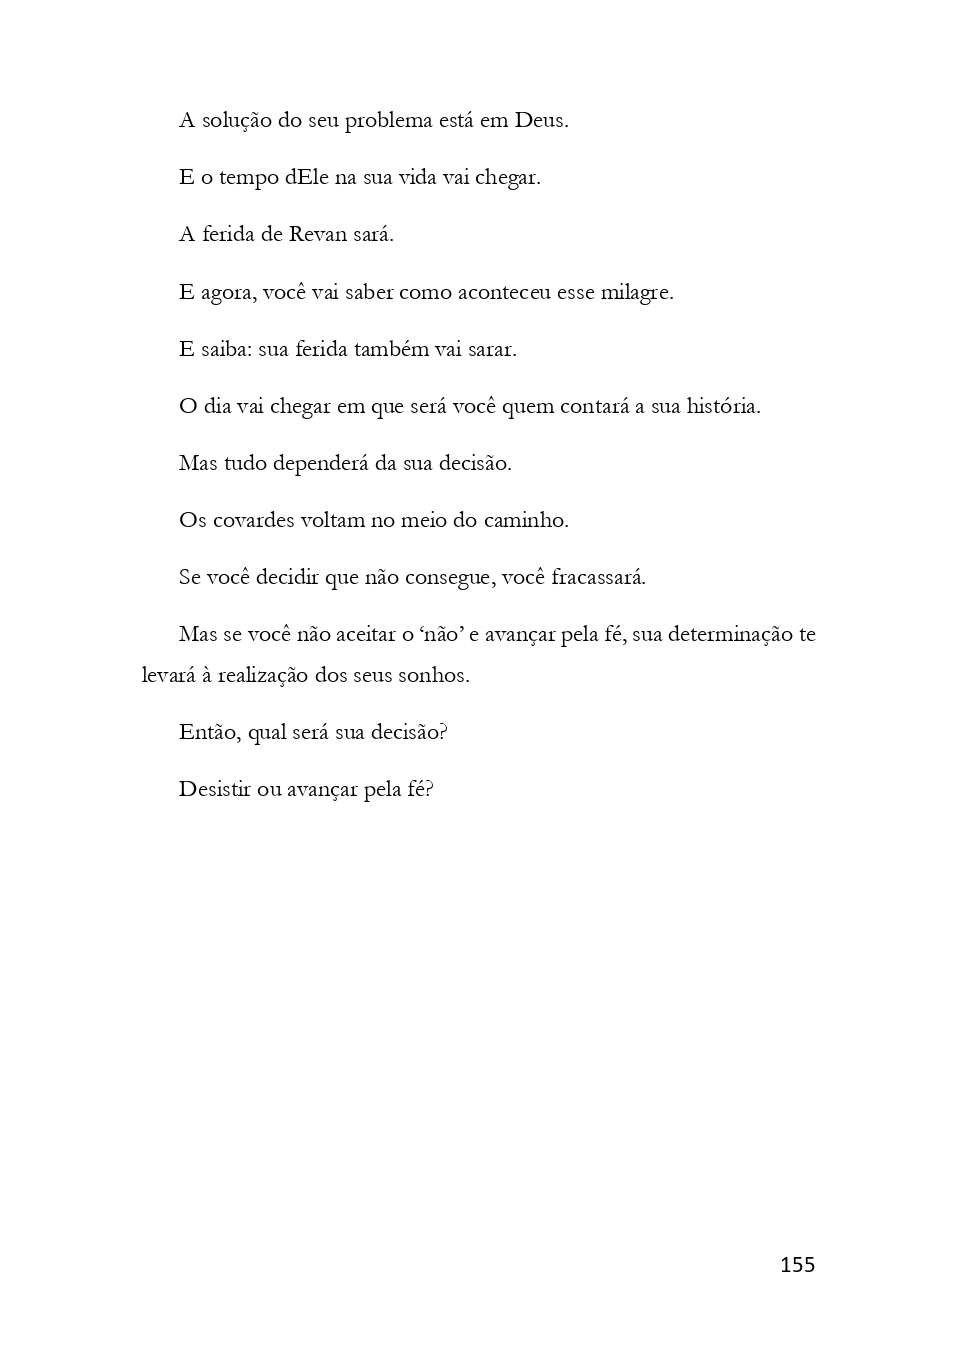 A solução do seu problema está em Deus.
E o tempo dEle na sua vida vai chegar.
A ferida de Revan sará.
E agora, você vai saber como aconteceu esse milagre.
E saiba: sua ferida também vai sarar.
O dia vai chegar em que será você quem contará a sua história.
Mas tudo dependerá da sua decisão.
Os covardes voltam no meio do caminho.
Se você decidir que não consegue, você fracassará.
Mas se você não aceitar o ‘não’ e avançar pela fé, sua determinação te
levará à realização dos seus sonhos.
Então, qual será sua decisão?
Desistir ou avançar pela fé?
155